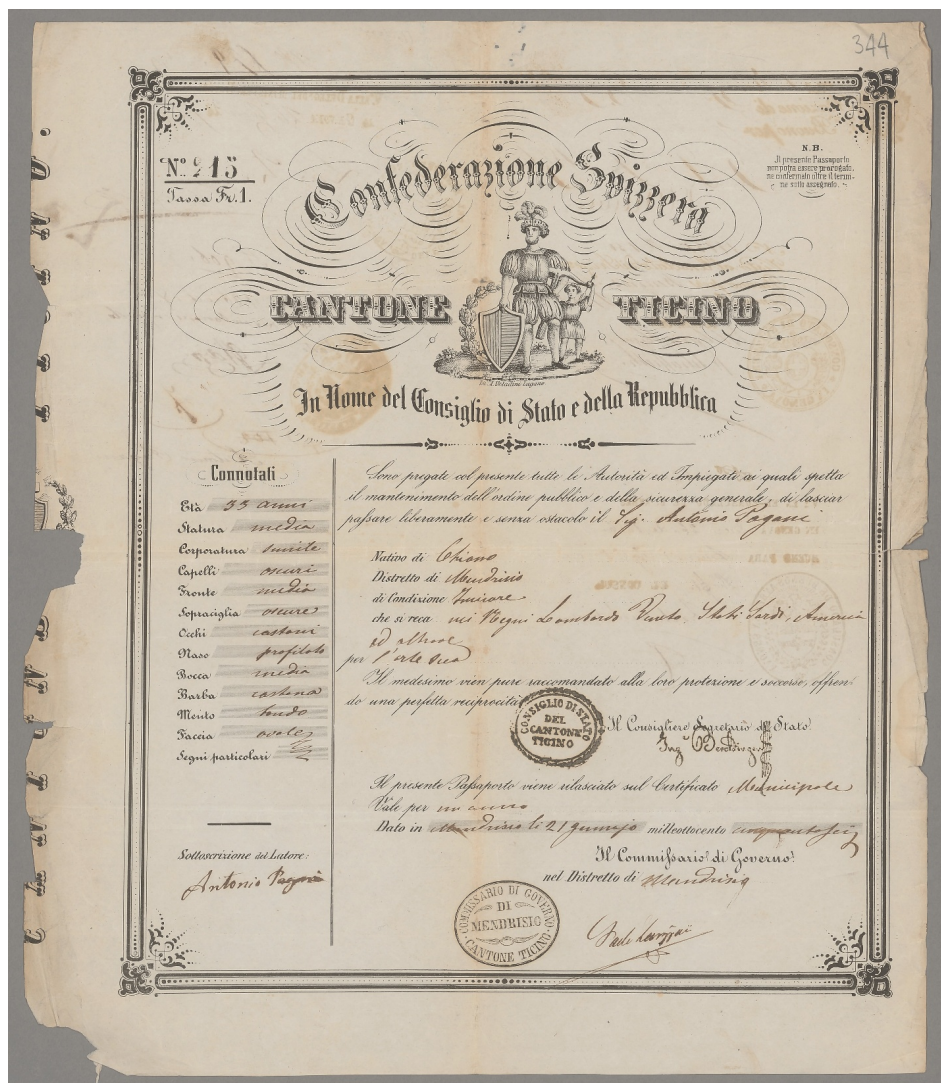 344
N.º 215
Tassa Fr. 1.
N.B.
Il presente Passaporto
non potrà essere prorogato,
nè confermato oltre il termi-
ne sotto assegnato.
Confederazione Svizzera
CANTONE TICINO
In Nome del Consiglio di Stato e della Repubblica
Connotati
Età 35 anni
Statura media
Corporatura
Capelli oscuri
Fronte media
Sopraciglia oscure
Occhi castani
Naso profilato
Bocca media
Barba castana
Mento tondo
Faccia ovale
Segni particolari
Sottoscrizione del Latore:
Antonio Pagani
Sono pregate col presente tutte le Autorità ed Impiegati ai quali spetta
il mantenimento dell'ordine pubblico e della sicurezza generale, di lasciar
passare liberamente e senza ostacolo il Sig. Antonio Pagani
Nativo di Chiasso
Distretto di Mendrisio
di Condizione
che si reca nei Regni Lombardo Veneto, Stati Sardi, America
ed altrove
per l'arte sua
Il medesimo vien pure raccomandato alla loro protezione e soccorso, offren-
do una perfetta reciprocità.
CONSIGLIO DI STATO
DEL
CANTONE
TICINO
Il Consigliere Segretario di Stato
Il presente Passaporto viene rilasciato sul Certificato Municipale
Vale per un anno
Dato in Mendrisio li 21 gennajo milleottocento cinquantasei
Il Commissario di Governo
nel Distretto di Mendrisio
COMMISSARIO DI GOVERNO
DI
MENDRISIO
CANTONE TICINO